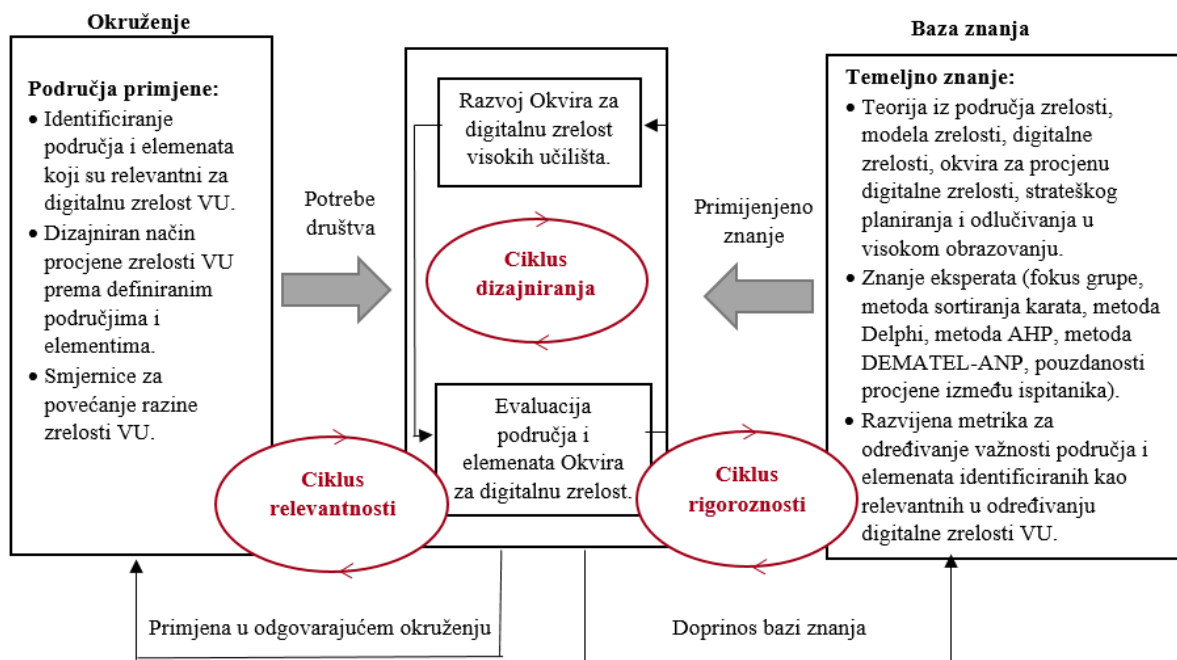 Okruženje
Područja primjene:
• Identificiranje
područja i elemenata
koji su relevantni za
digitalnu zrelost VU.
• Dizajniran način
procjene zrelosti VU
prema definiranim
područjima i
elementima.
• Smjernice za
povećanje razine
zrelosti VU.
Potrebe
društva
Razvoj Okvira za
digitalnu zrelost
visokih učilišta.
Ciklus
dizajniranja
Evaluacija
područja i
elemenata Okvira
za digitalnu zrelost.
Ciklus
relevantnosti
Ciklus
rigoroznosti
Primijenjeno
znanje
Baza znanja
Temeljno znanje:
• Teorija iz područja zrelosti,
modela zrelosti, digitalne
zrelosti, okvira za procjenu
digitalne zrelosti, strateškog
planiranja i odlučivanja u
visokom obrazovanju.
• Znanje eksperata (fokus grupe,
metoda sortiranja karata, metoda
Delphi, metoda AHP, metoda
DEMATEL-ANP, pouzdanosti
procjene između ispitanika).
• Razvijena metrika za
određivanje važnosti područja i
elemenata identificiranih kao
relevantnih u određivanju
digitalne zrelosti VU.
Primjena u odgovarajućem okruženju
Doprinos bazi znanja